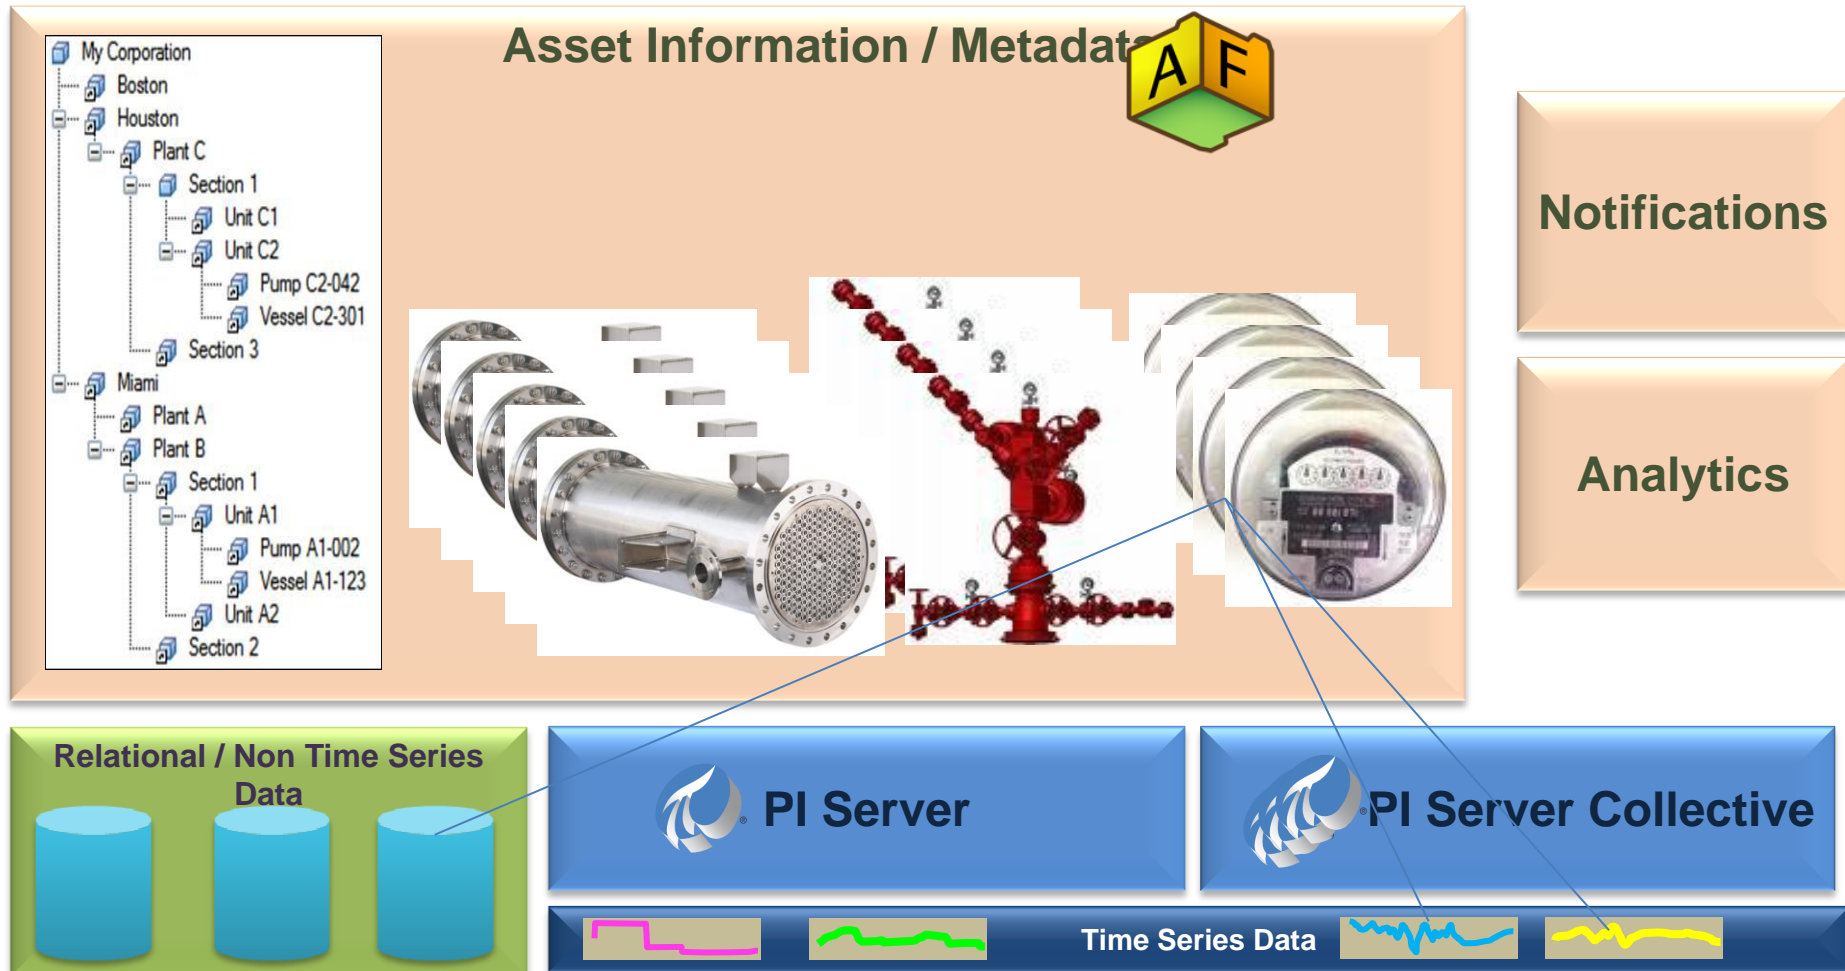 Asset Information / Metadata
A F
My Corporation
Boston
Houston
Plant C
Section 1
Unit C1
Unit C2
Pump C2-042
Vessel C2-301
Section 3
Miami
Plant A
Plant B
Section 1
Unit A1
Pump A1-002
Vessel A1-123
Unit A2
Section 2
Notifications
Analytics
Relational / Non Time Series
Data
® PI Server
® PI Server Collective
Time Series Data